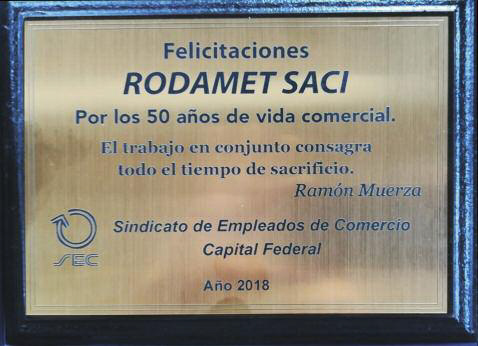 Felicitaciones
RODAMET SACI
Por los 50 años de vida comercial.
El trabajo en conjunto consagra
todo el tiempo de sacrificio.
Ramón Muerza
SEC
Sindicato de Empleados de Comercio
Capital Federal
Año 2018